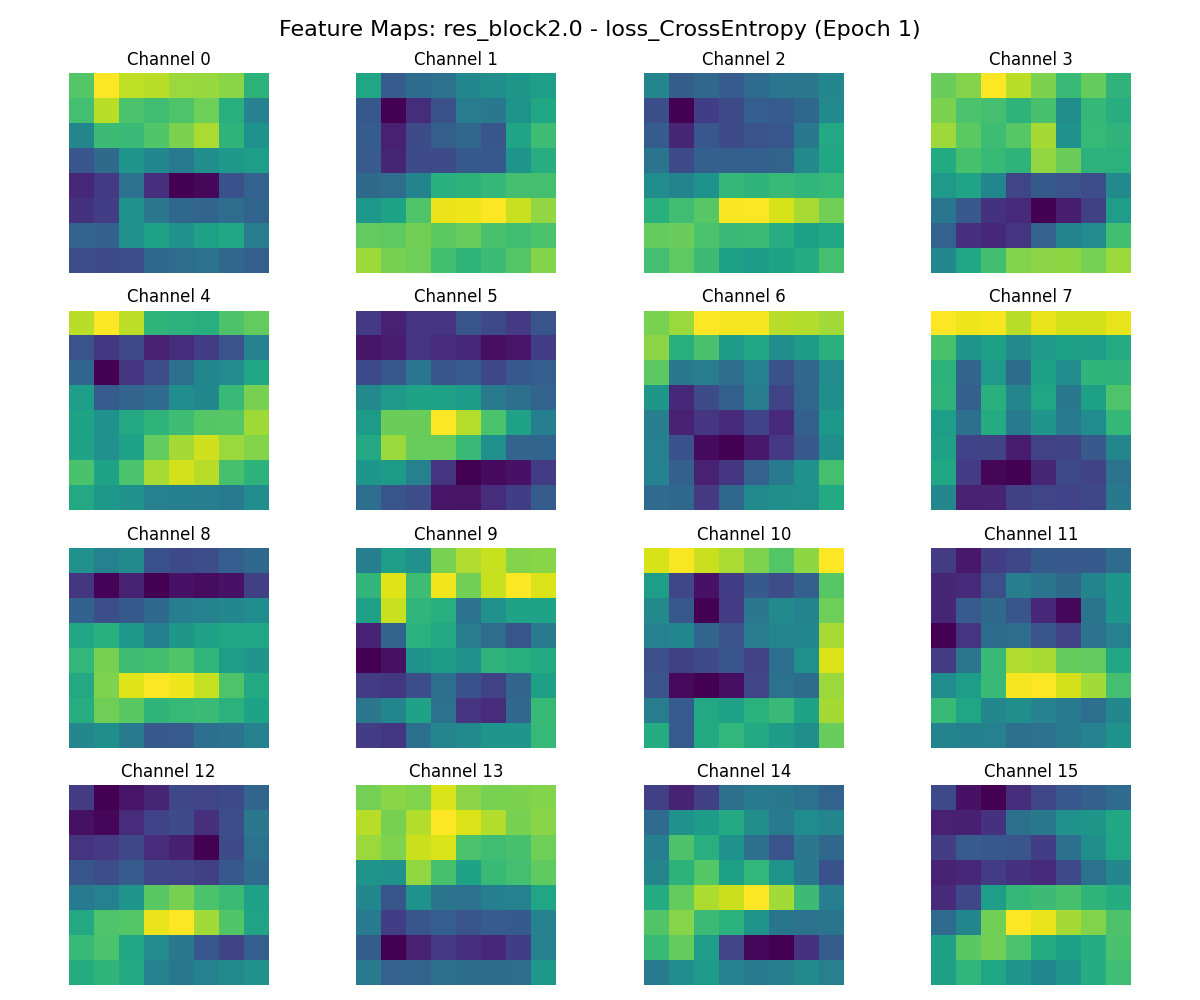 Feature Maps: res_block2.0 - loss_CrossEntropy (Epoch 1)
Channel 0
Channel 1
Channel 2
Channel 3
Channel 4
Channel 5
Channel 6
Channel 7
Channel 8
Channel 9
Channel 10
Channel 11
Channel 12
Channel 13
Channel 14
Channel 15